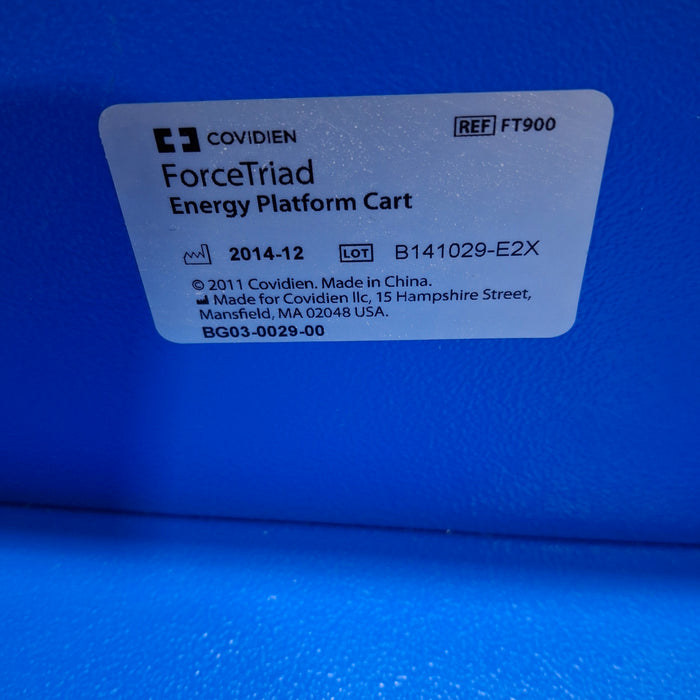 COVIDIEN
REF FT900
ForceTriad
Energy Platform Cart
2014-12 LOT B141029-E2X
© 2011 Covidien. Made in China.
Made for Covidien llc, 15 Hampshire Street,
Mansfield, MA 02048 USA.
BG03-0029-00